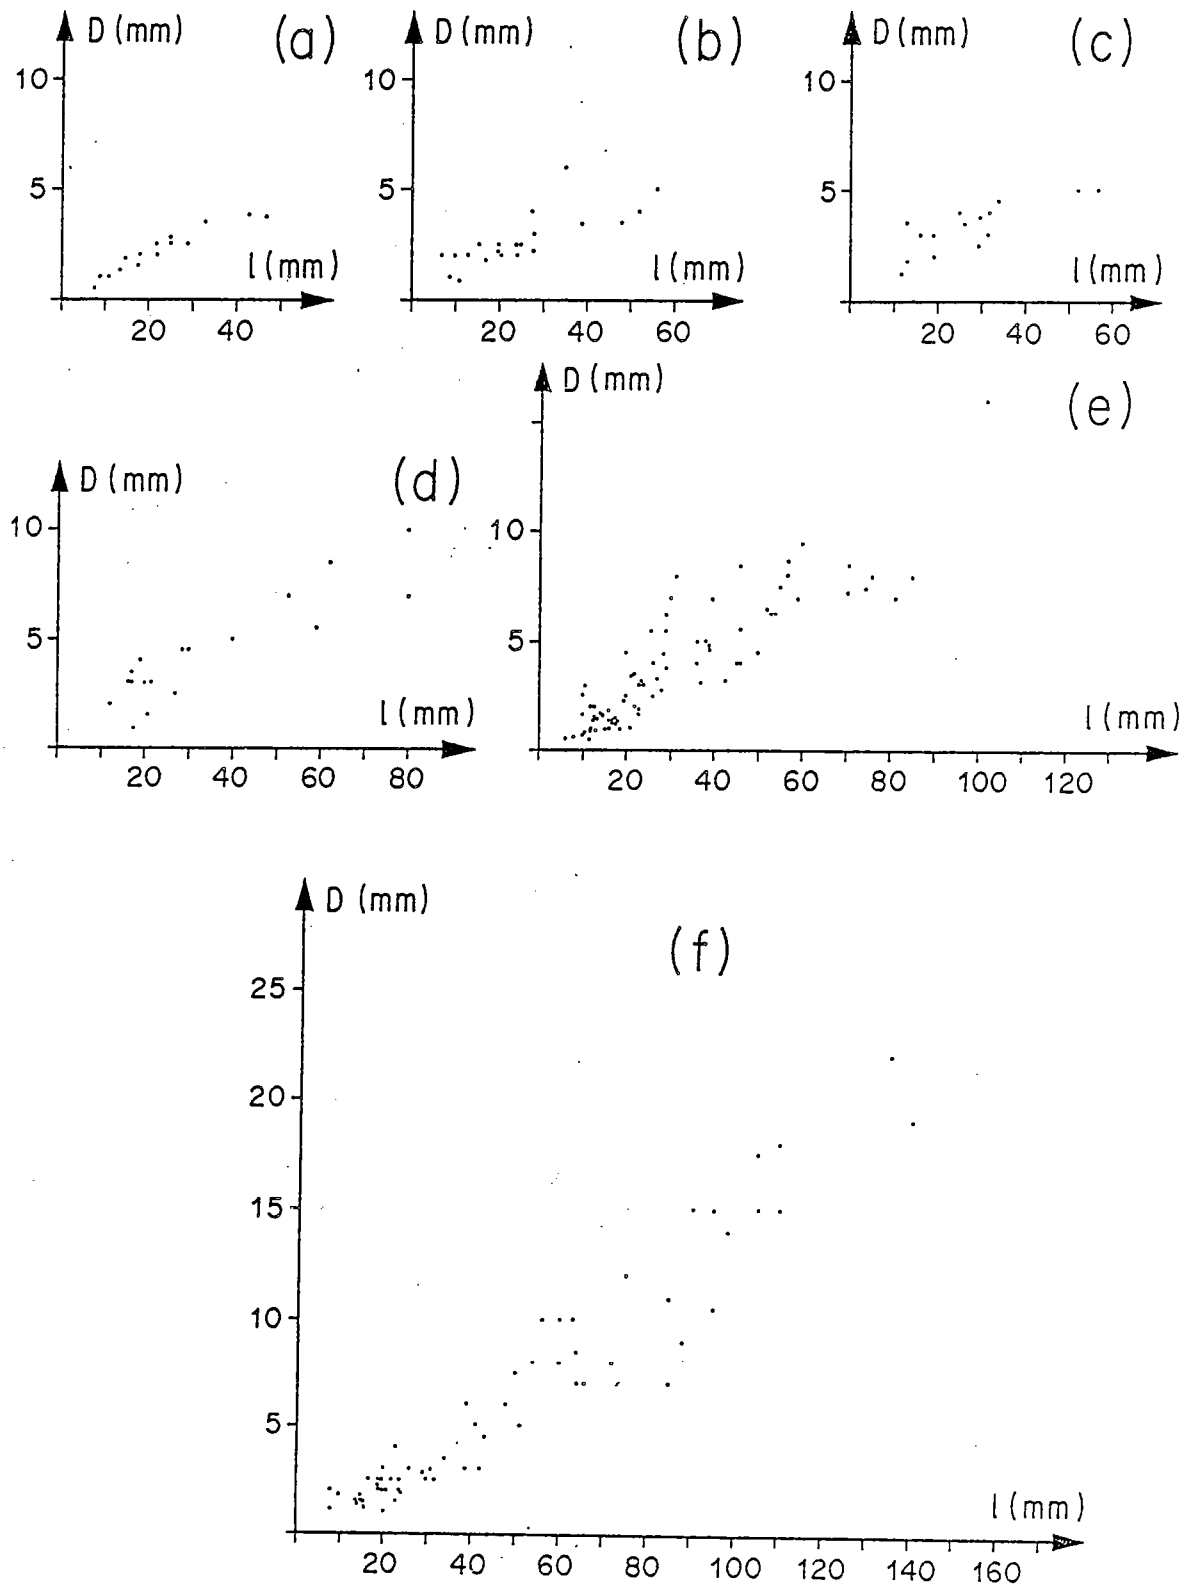 D (mm) (a) D (mm) (b) D (mm) (c)
10 10 10
5 5 5
l (mm) l (mm) l (mm)
20 40 20 40 60 20 40 60
D (mm) (e)
D (mm) (d)
10 10
5 5
l (mm) l (mm)
20 40 60 80 20 40 60 80 100 120
D (mm)
(f)
25
20
15
10
5
l (mm)
20 40 60 80 100 120 140 160